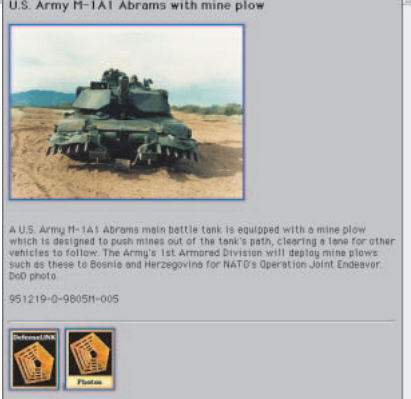 U.S. Army M-1A1 Abrams with mine plow
A U.S. Army M-1A1 Abrams main battle tank is equipped with a mine plow
which is designed to push mines out of the tank's path, clearing a lane for other
vehicles to follow. The Army's 1st Armored Division will deploy mine plows
such as these to Bosnia and Herzegovina for NATO's Operation Joint Endeavor.
DoD photo.
951219-O-9805M-005
DefenseLINK
Photos